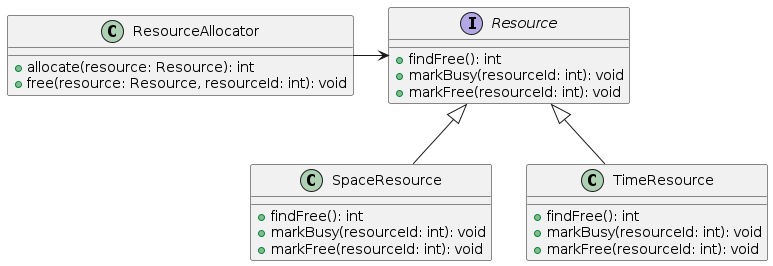 C ResourceAllocator
allocate(resource: Resource): int
free(resource: Resource, resourceId: int): void
I Resource
findFree(): int
markBusy(resourceId: int): void
markFree(resourceId: int): void
C SpaceResource
findFree(): int
markBusy(resourceId: int): void
markFree(resourceId: int): void
C TimeResource
findFree(): int
markBusy(resourceId: int): void
markFree(resourceId: int): void